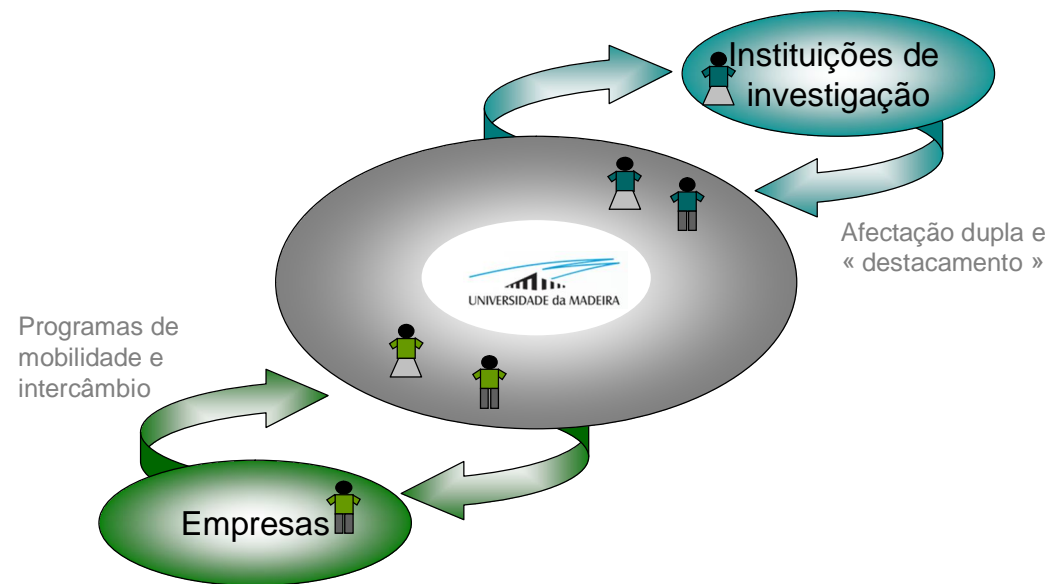 Instituições de
investigação
Afectação dupla e
« destacamento »
UNIVERSIDADE da MADEIRA
Programas de
mobilidade e
intercâmbio
Empresas